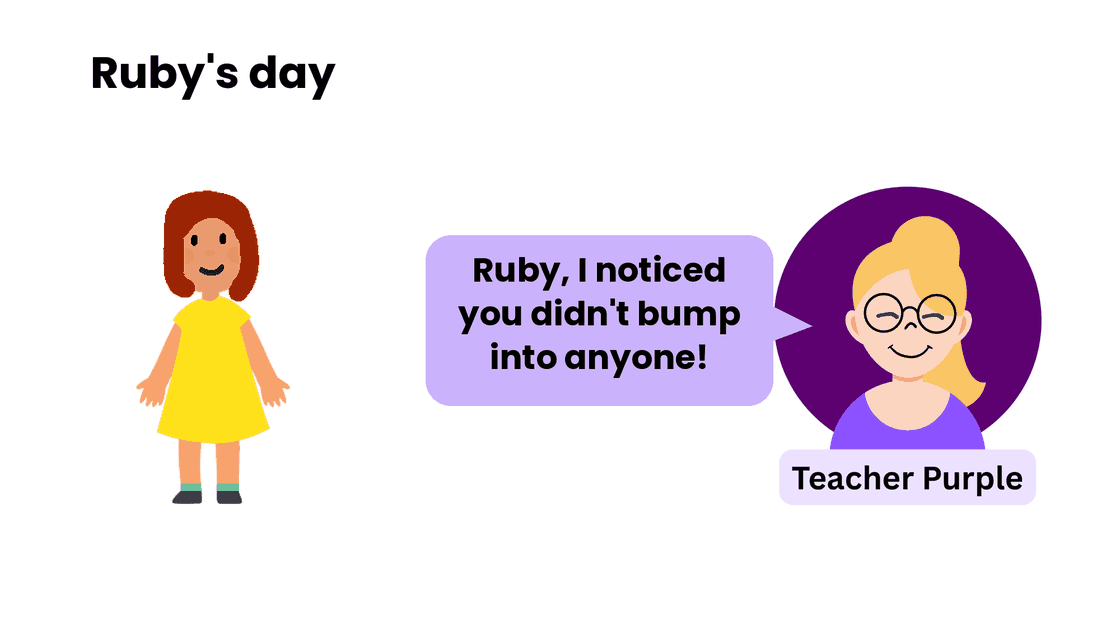 Ruby's day
Ruby, I noticed
you didn't bump
into anyone!
Teacher Purple